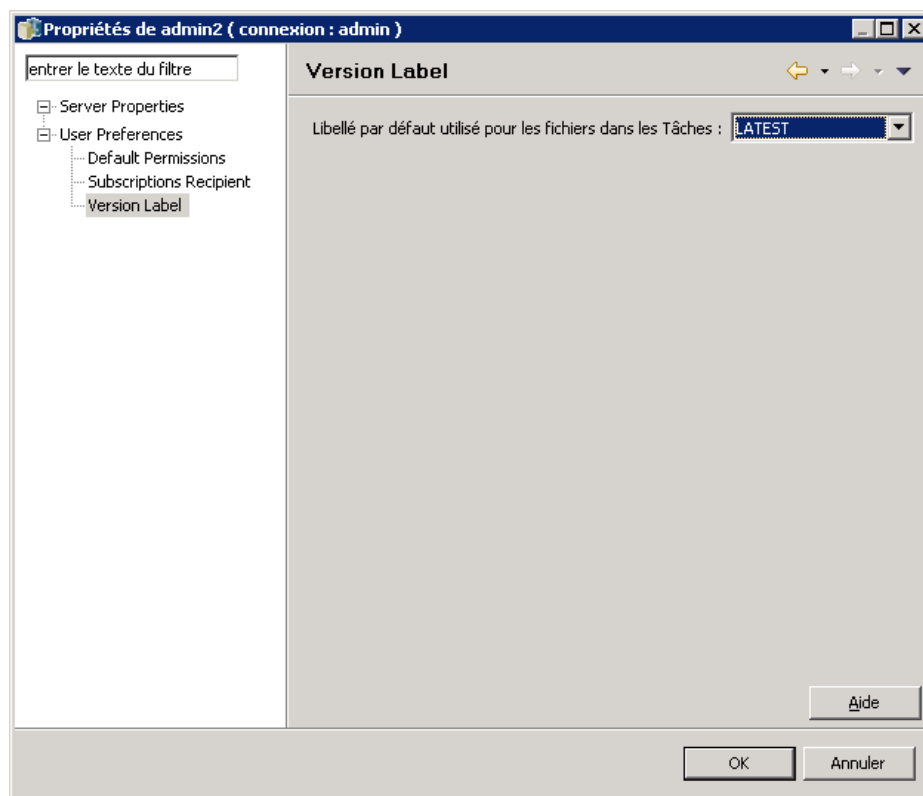 Propriétés de admin2 ( connexion : admin )
entrer le texte du filtre
Server Properties
User Preferences
Default Permissions
Subscriptions Recipient
Version Label
Version Label
Libellé par défaut utilisé pour les fichiers dans les Tâches : LATEST
Aide
OK
Annuler